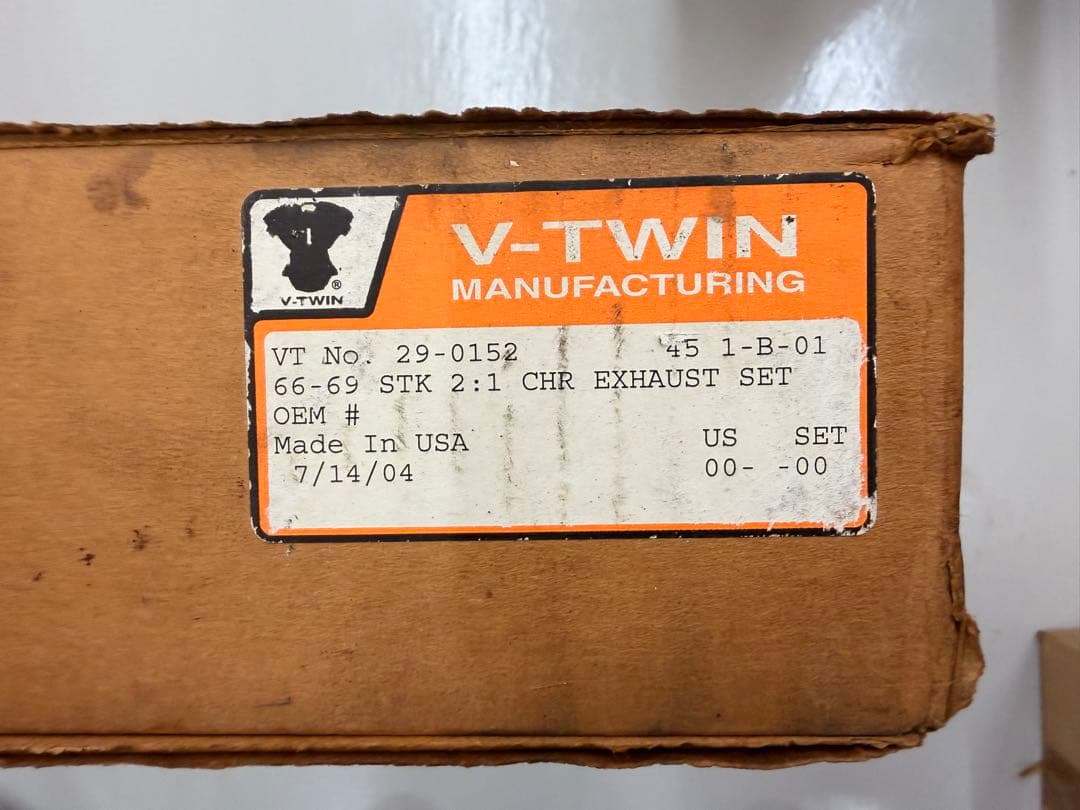 V-TWIN
MANUFACTURING
®
V-TWIN
VT No. 29-0152 45 1-B-01
66-69 STK 2:1 CHR EXHAUST SET
OEM #
Made In USA US SET
7/14/04 00- -00